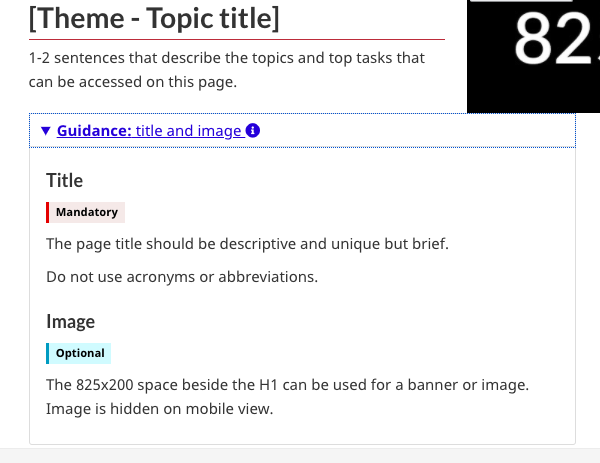 [Theme - Topic title]
82
1-2 sentences that describe the topics and top tasks that
can be accessed on this page.
▼ Guidance: title and image
Title
Mandatory
The page title should be descriptive and unique but brief.
Do not use acronyms or abbreviations.
Image
Optional
The 825x200 space beside the H1 can be used for a banner or image.
Image is hidden on mobile view.